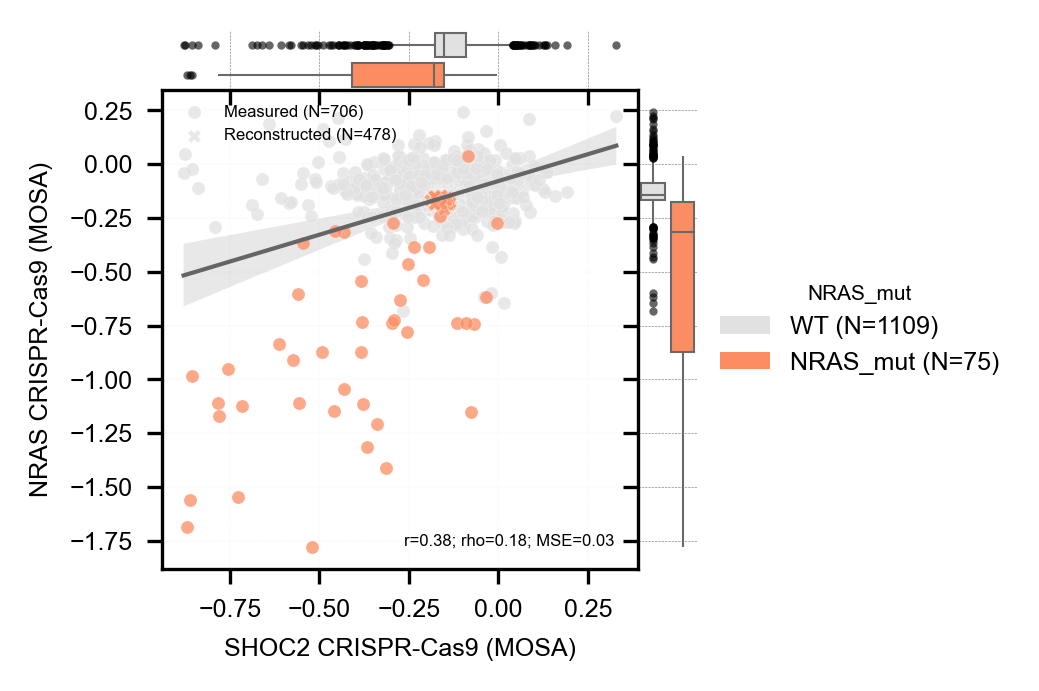 Measured (N=706)
Reconstructed (N=478)
0.25
0.00
−0.25
−0.50
−0.75
−1.00
−1.25
−1.50
−1.75
NRAS CRISPR-Cas9 (MOSA)
r=0.38; rho=0.18; MSE=0.03
−0.75 −0.50 −0.25 0.00 0.25
SHOC2 CRISPR-Cas9 (MOSA)
NRAS_mut
WT (N=1109)
NRAS_mut (N=75)